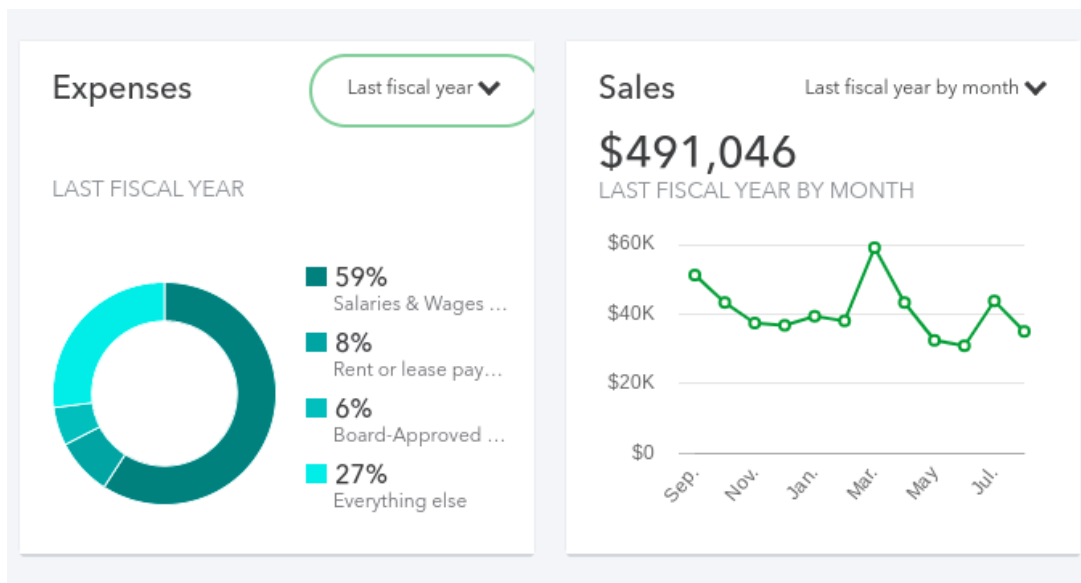 Expenses
Last fiscal year
LAST FISCAL YEAR
59%
Salaries & Wages ...
8%
Rent or lease pay...
6%
Board-Approved ...
27%
Everything else
Sales
Last fiscal year by month
$491,046
LAST FISCAL YEAR BY MONTH
$60K
$40K
$20K
$0
Sep. Nov. Jan. Mar. May Jul.